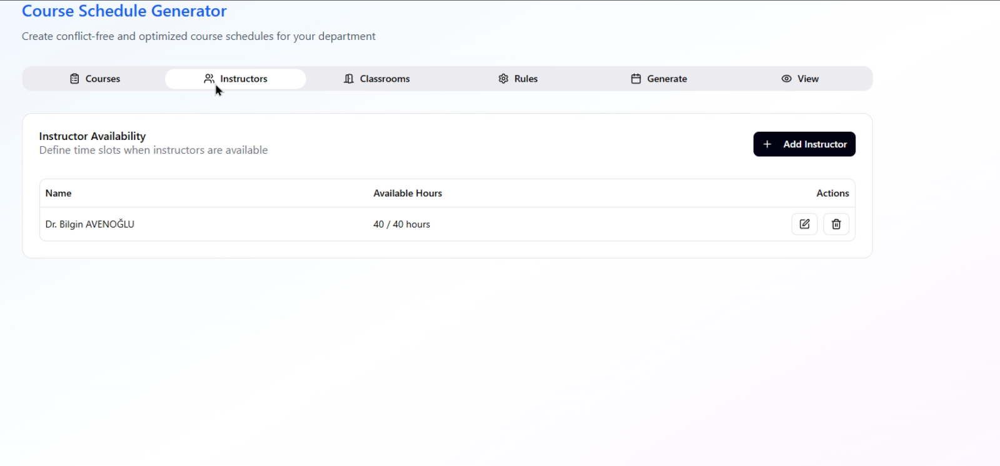 Course Schedule Generator
Create conflict-free and optimized course schedules for your department
Courses Instructors Classrooms Rules Generate View
Instructor Availability
Define time slots when instructors are available
+ Add Instructor
Name Available Hours Actions
Dr. Bilgin AVENOĞLU 40 / 40 hours